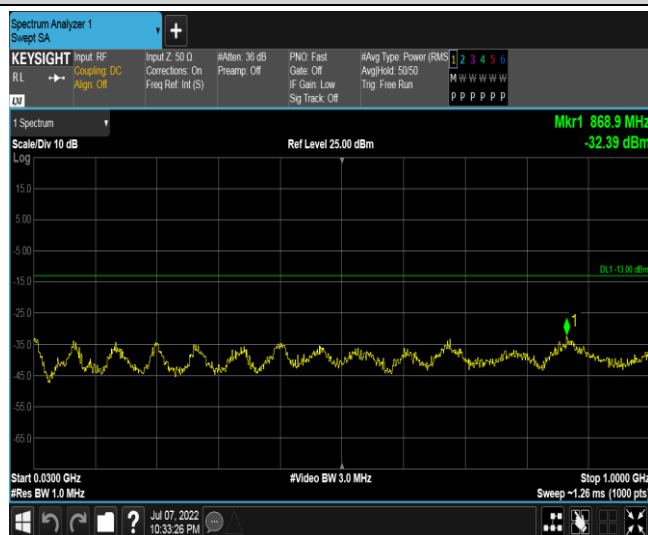 Spectrum Analyzer 1
Swept SA
+
KEYSIGHT
RL
LXI
Input: RF
Coupling: DC
Align: Off
Input Z: 50 Ω
Corrections: On
Freq Ref: Int (S)
#Atten: 36 dB
Preamp: Off
PNO: Fast
Gate: Off
IF Gain: Low
Sig Track: Off
#Avg Type: Power (RMS
Avg|Hold: 50/50
Trig: Free Run
1 2 3 4 5 6
M W W W W W
P P P P P P
1 Spectrum
Scale/Div 10 dB
Ref Level 25.00 dBm
Mkr1 868.9 MHz
-32.39 dBm
Log
15.0
5.00
-5.00
-15.0
-25.0
-35.0
-45.0
-55.0
-65.0
DL1 -13.00 dBm
1
Start 0.0300 GHz
#Res BW 1.0 MHz
#Video BW 3.0 MHz
Stop 1.0000 GHz
Sweep ~1.26 ms (1000 pts)
?
Jul 07, 2022
10:33:26 PM